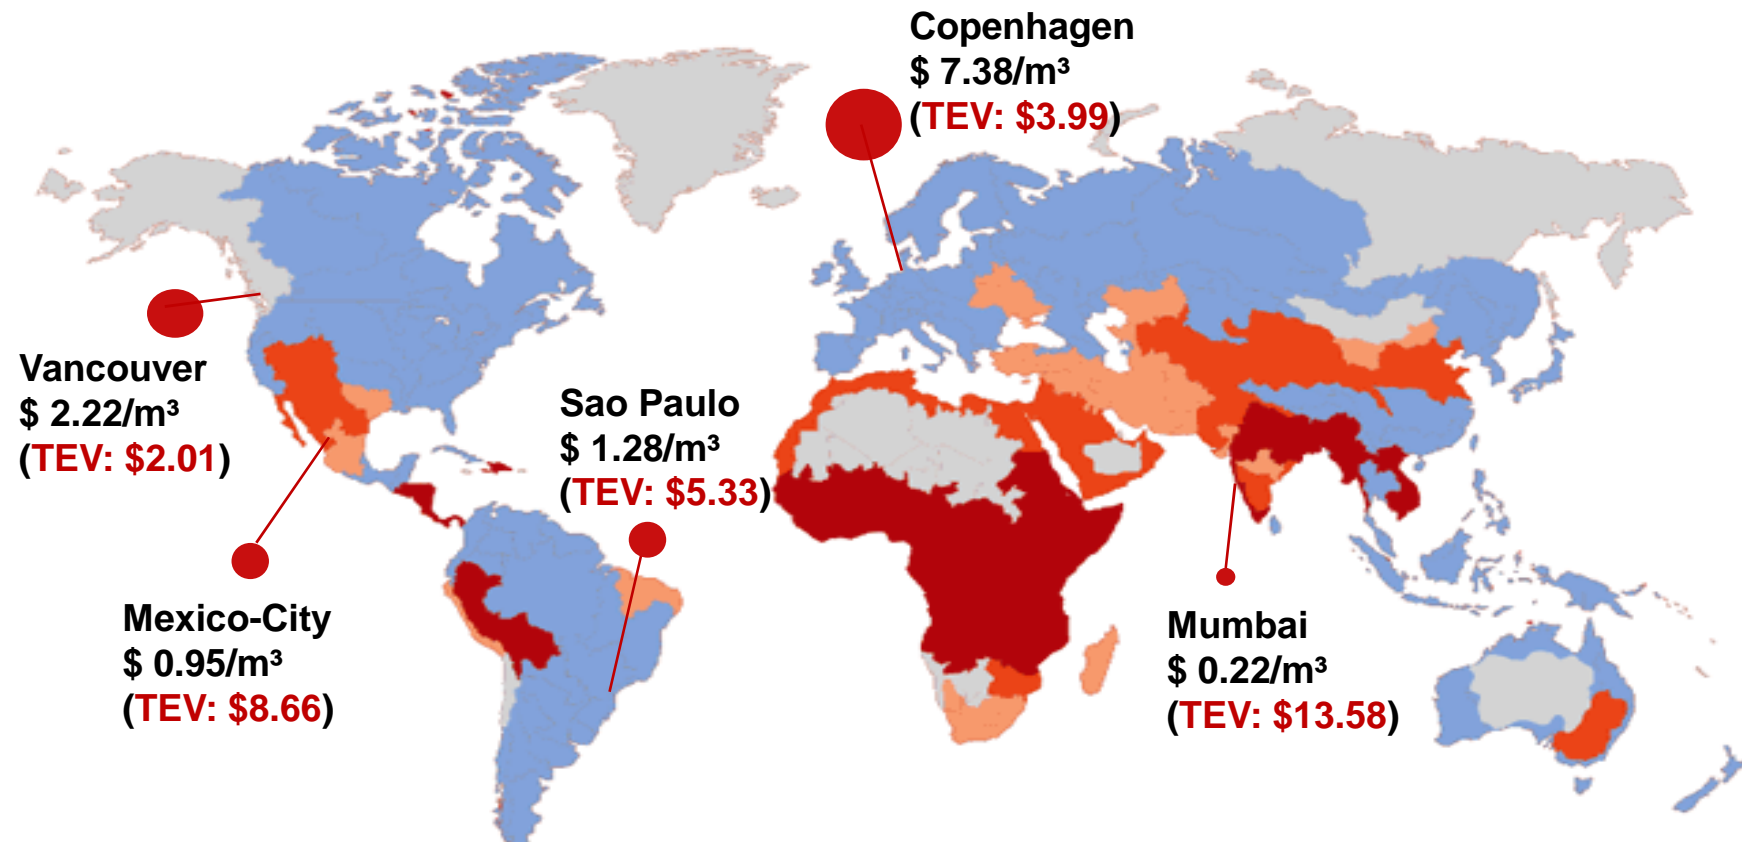 Copenhagen
$ 7.38/m³
(TEV: $3.99)
Vancouver
$ 2.22/m³
(TEV: $2.01)
Sao Paulo
$ 1.28/m³
(TEV: $5.33)
Mexico-City
$ 0.95/m³
(TEV: $8.66)
Mumbai
$ 0.22/m³
(TEV: $13.58)